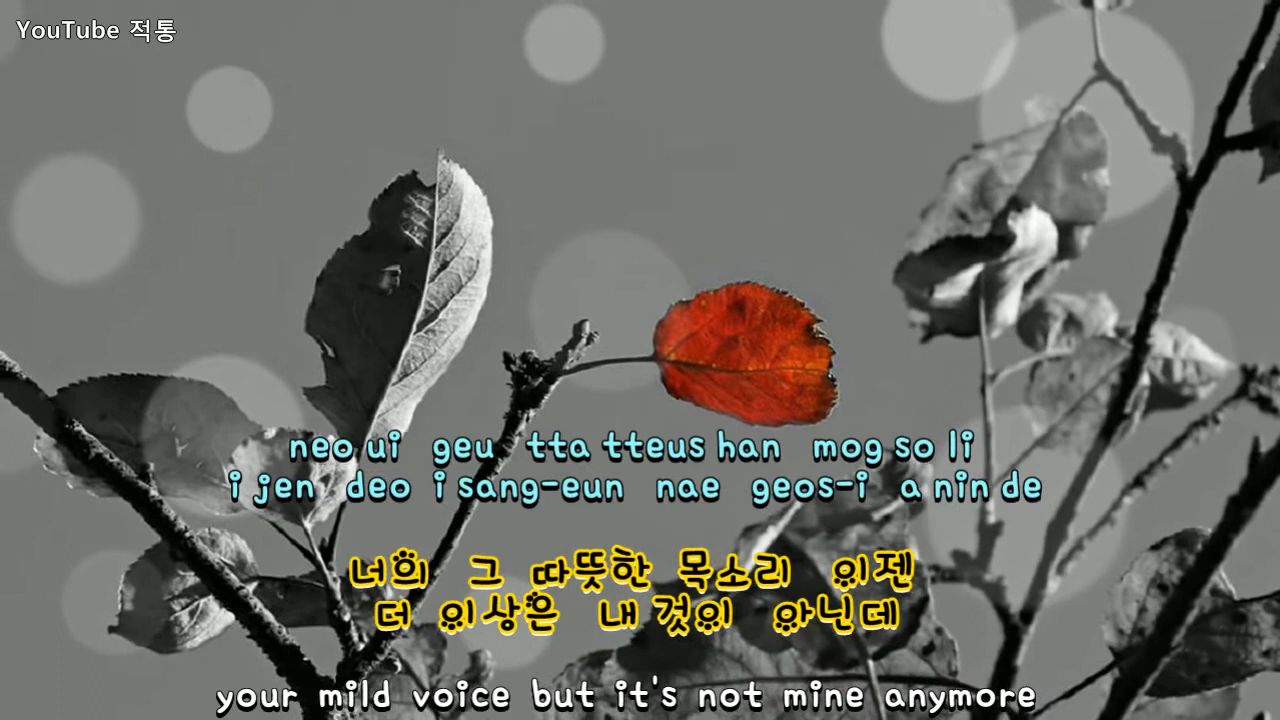 YouTube 적통
neo ui geu tta tteus han mog so li
i jen deo i sang-eun nae geos-i a nin de
너희 그 따뜻한 목소리 이젠
더 이상은 내 것이 아닌데
your mild voice but it's not mine anymore